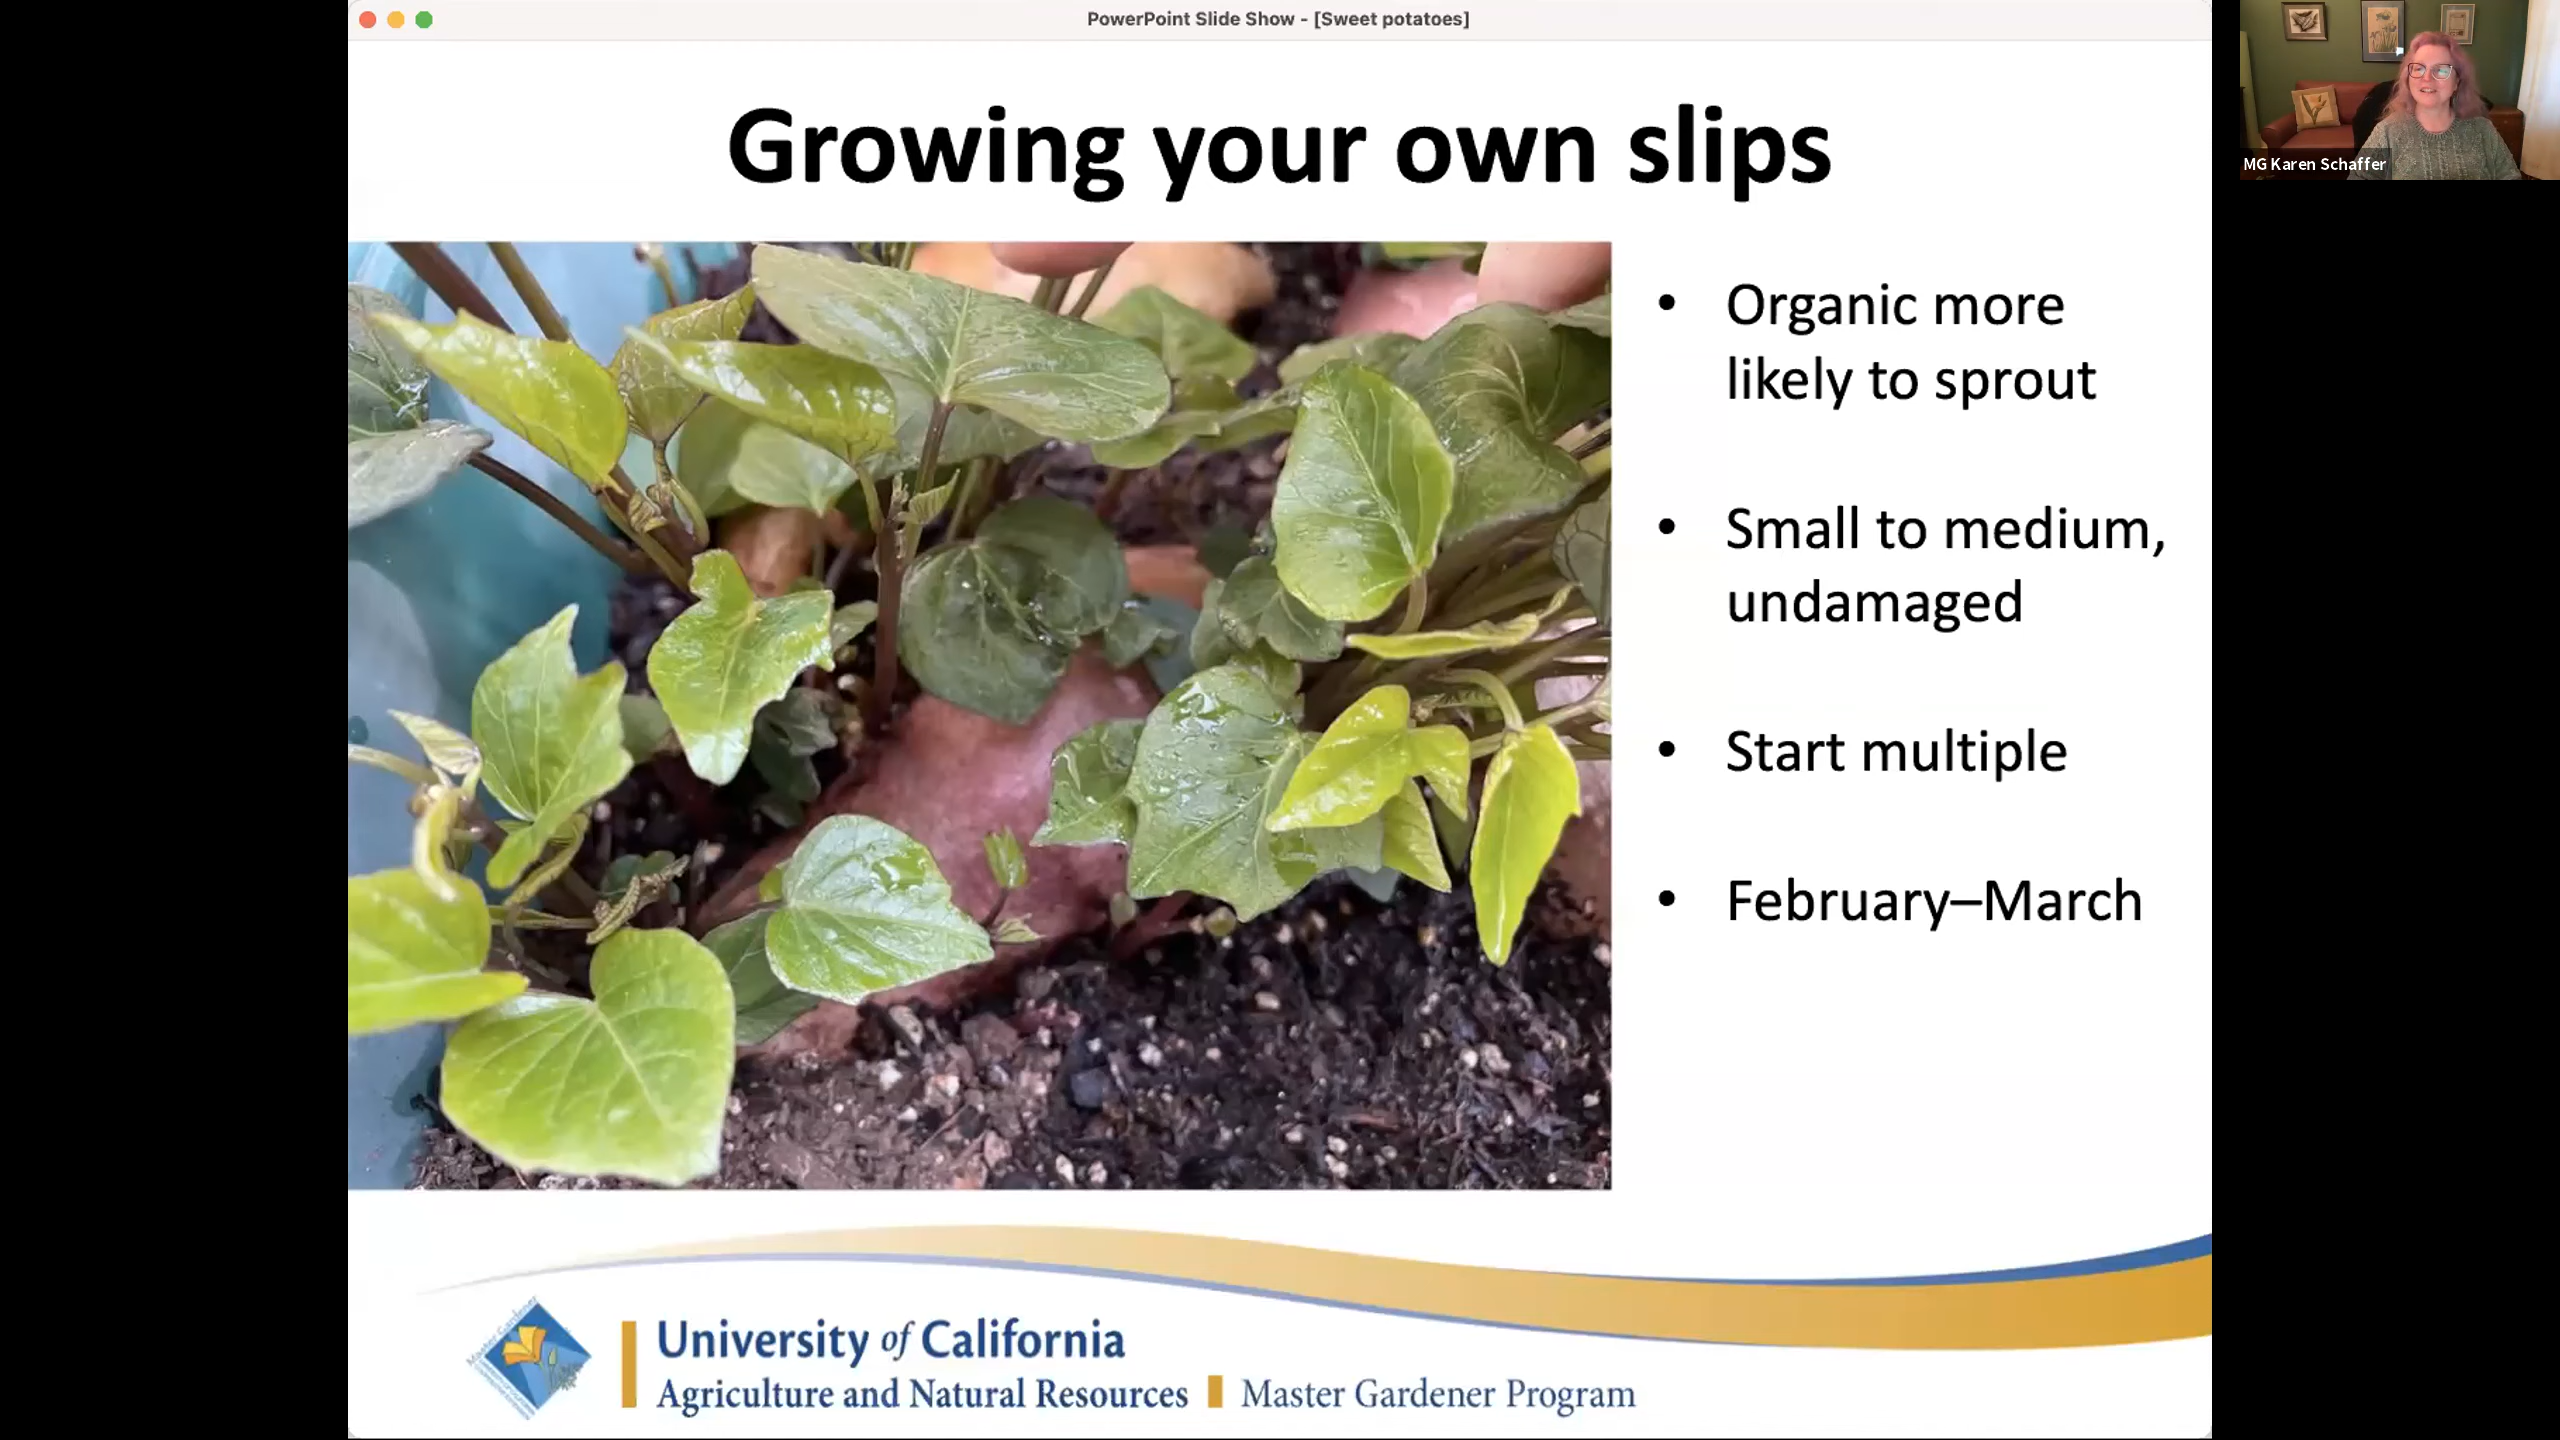 PowerPoint Slide Show - [Sweet potatoes]
MG Karen Schaffer
Growing your own slips
• Organic more
likely to sprout
• Small to medium,
undamaged
• Start multiple
• February–March
University of California
Agriculture and Natural Resources
Master Gardener Program